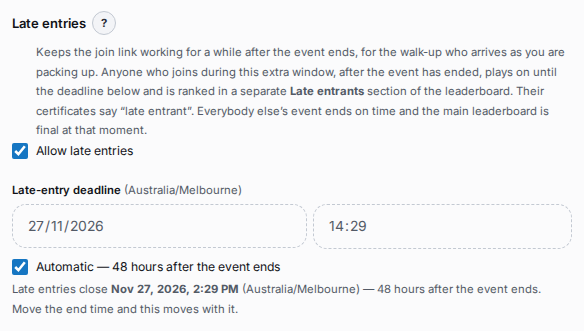 Late entries ?
Keeps the join link working for a while after the event ends, for the walk-up who arrives as you are
packing up. Anyone who joins during this extra window, after the event has ended, plays on until
the deadline below and is ranked in a separate Late entrants section of the leaderboard. Their
certificates say “late entrant”. Everybody else’s event ends on time and the main leaderboard is
final at that moment.
Allow late entries
Late-entry deadline (Australia/Melbourne)
27/11/2026 14:29
Automatic — 48 hours after the event ends
Late entries close Nov 27, 2026, 2:29 PM (Australia/Melbourne) — 48 hours after the event ends.
Move the end time and this moves with it.